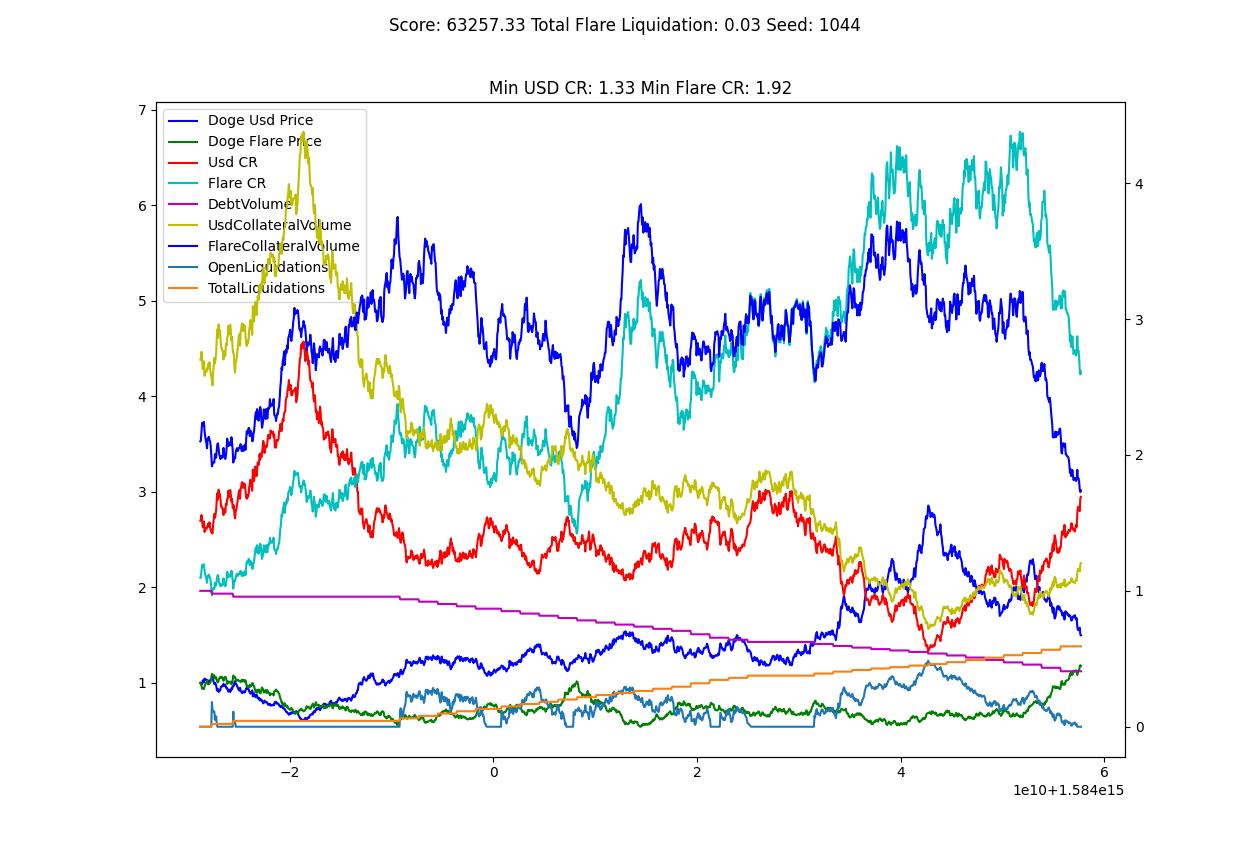 Score: 63257.33 Total Flare Liquidation: 0.03 Seed: 1044
Min USD CR: 1.33 Min Flare CR: 1.92
Doge Usd Price
Doge Flare Price
Usd CR
Flare CR
DebtVolume
UsdCollateralVolume
FlareCollateralVolume
OpenLiquidations
TotalLiquidations
7
6
5
4
3
2
1
4
3
2
1
0
−2
0
2
4
6
1e10+1.584e15